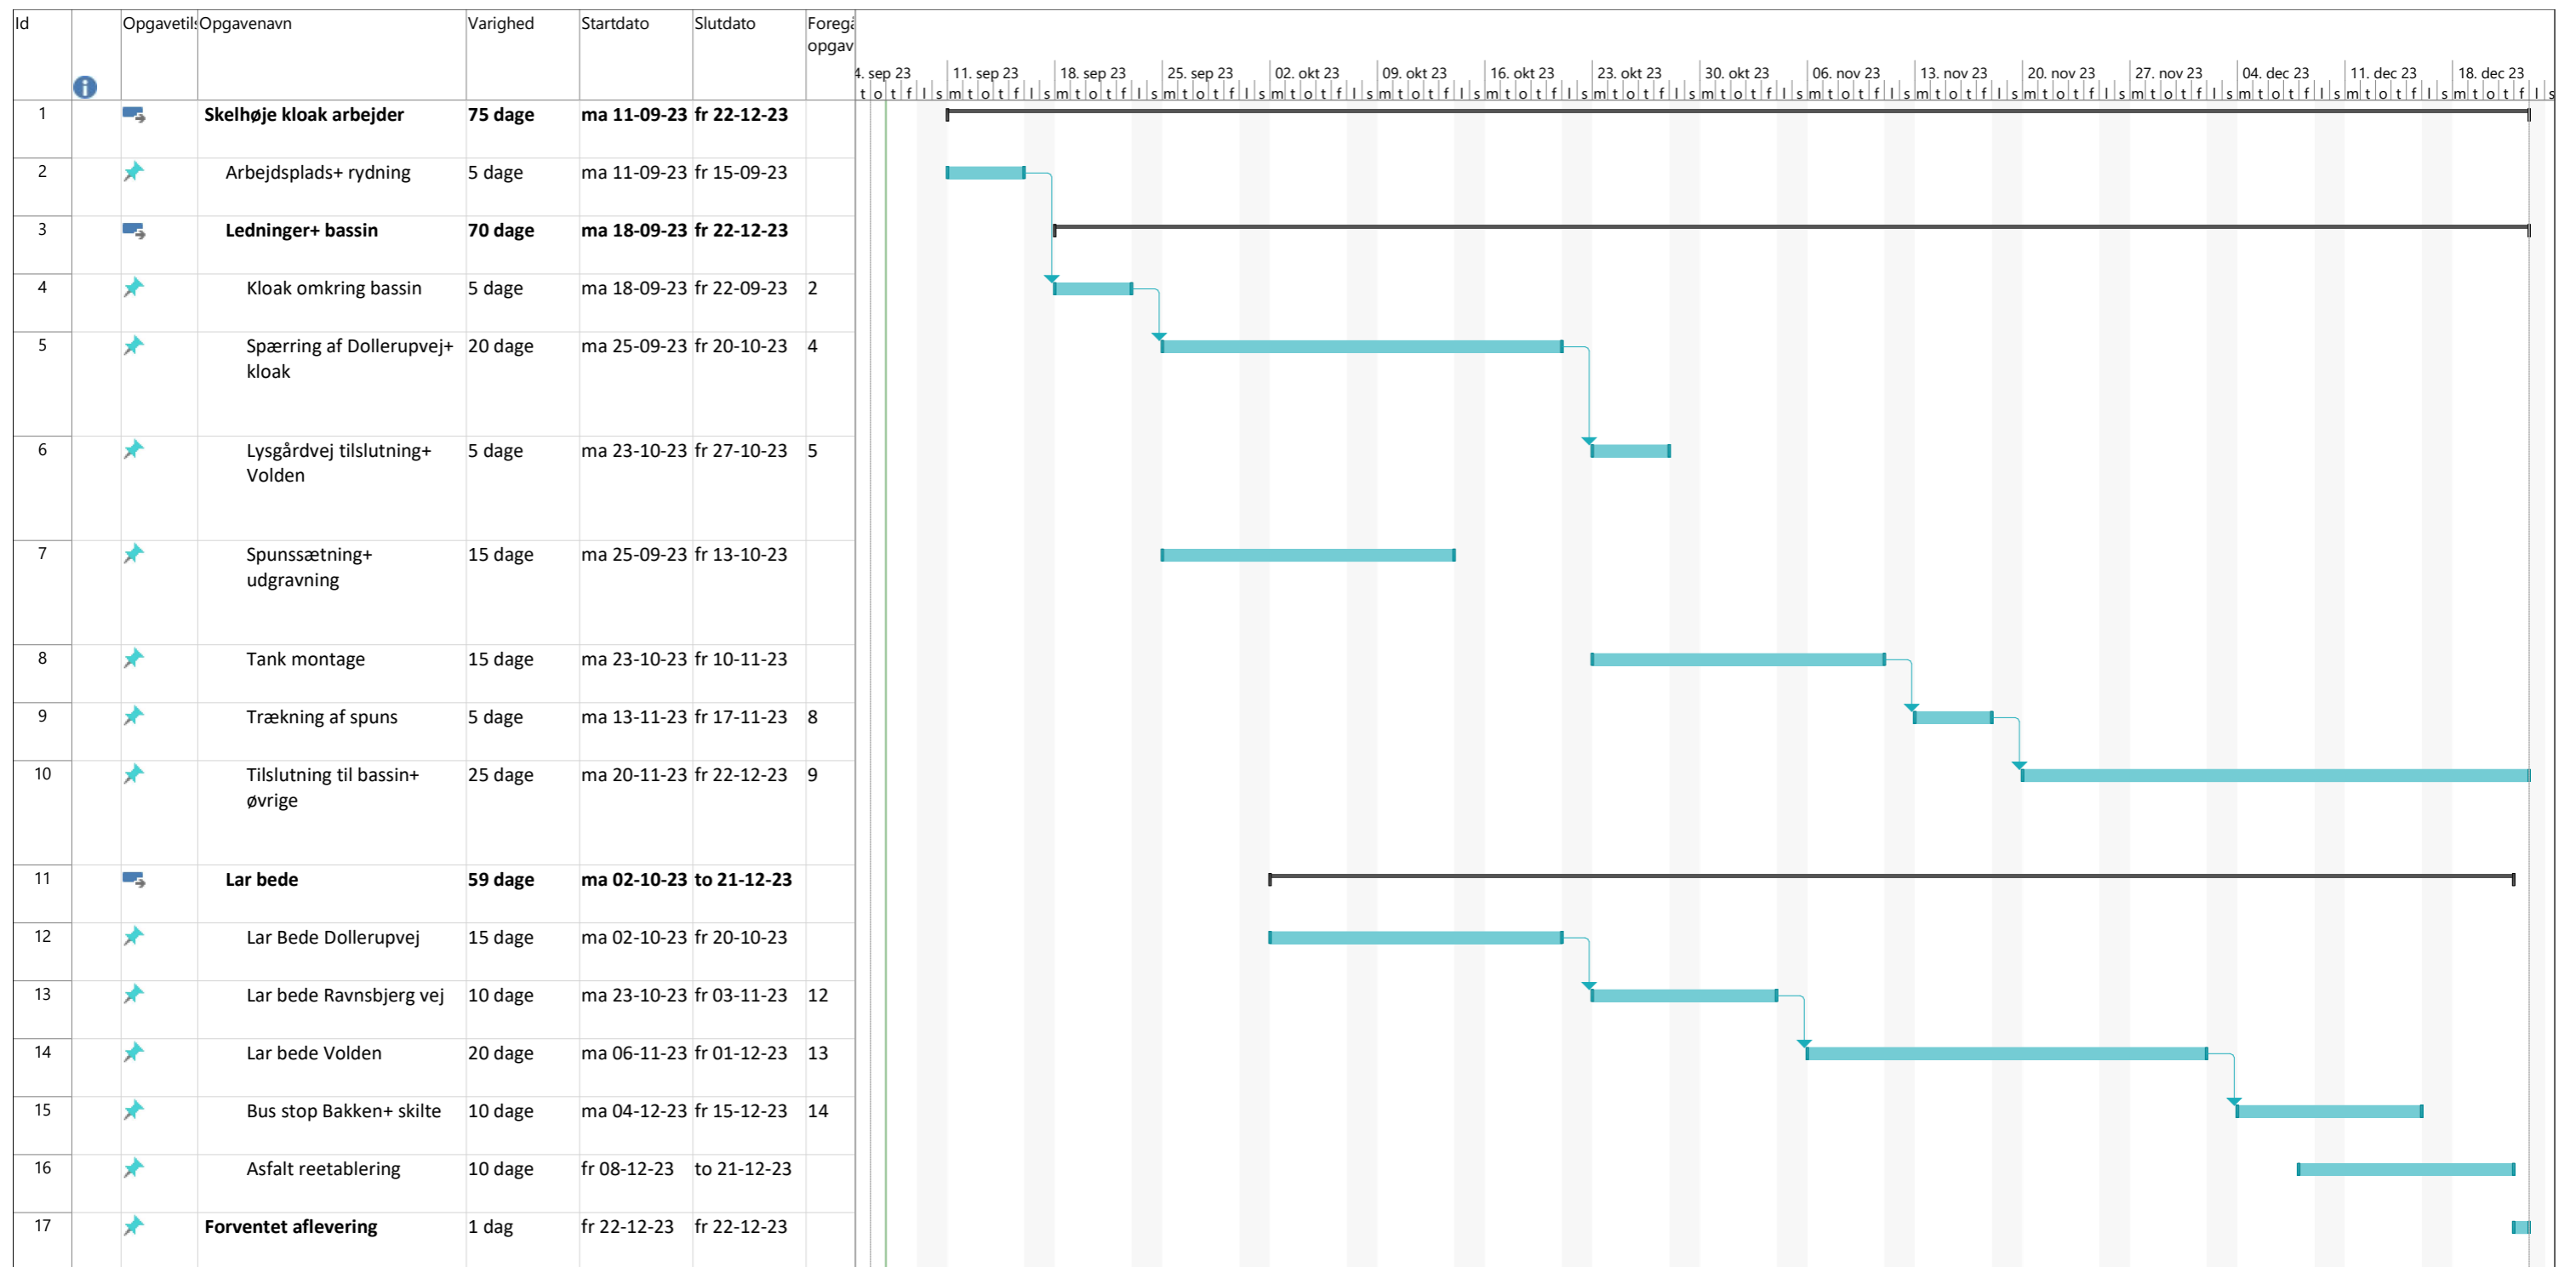 Id Opgavetils Opgavenavn Varighed Startdato Slutdato Foregå
opgav
4. sep 23 11. sep 23 18. sep 23 25. sep 23 02. okt 23 09. okt 23 16. okt 23 23. okt 23 30. okt 23 06. nov 23 13. nov 23 20. nov 23 27. nov 23 04. dec 23 11. dec 23 18. dec 23
t o t f l s m t o t f l s m t o t f l s m t o t f l s m t o t f l s m t o t f l s m t o t f l s m t o t f l s m t o t f l s m t o t f l s m t o t f l s m t o t f l s m t o t f l s m t o t f l s m t o t f l s m t o t f l s
1 Skelhøje kloak arbejder 75 dage ma 11-09-23 fr 22-12-23
2 Arbejdsplads+ rydning 5 dage ma 11-09-23 fr 15-09-23
3 Ledninger+ bassin 70 dage ma 18-09-23 fr 22-12-23
4 Kloak omkring bassin 5 dage ma 18-09-23 fr 22-09-23 2
5 Spærring af Dollerupvej+ 20 dage ma 25-09-23 fr 20-10-23 4
kloak
6 Lysgårdvej tilslutning+ 5 dage ma 23-10-23 fr 27-10-23 5
Volden
7 Spunssætning+ 15 dage ma 25-09-23 fr 13-10-23
udgravning
8 Tank montage 15 dage ma 23-10-23 fr 10-11-23
9 Trækning af spuns 5 dage ma 13-11-23 fr 17-11-23 8
10 Tilslutning til bassin+ 25 dage ma 20-11-23 fr 22-12-23 9
øvrige
11 Lar bede 59 dage ma 02-10-23 to 21-12-23
12 Lar Bede Dollerupvej 15 dage ma 02-10-23 fr 20-10-23
13 Lar bede Ravnsbjerg vej 10 dage ma 23-10-23 fr 03-11-23 12
14 Lar bede Volden 20 dage ma 06-11-23 fr 01-12-23 13
15 Bus stop Bakken+ skilte 10 dage ma 04-12-23 fr 15-12-23 14
16 Asfalt reetablering 10 dage fr 08-12-23 to 21-12-23
17 Forventet aflevering 1 dag fr 22-12-23 fr 22-12-23